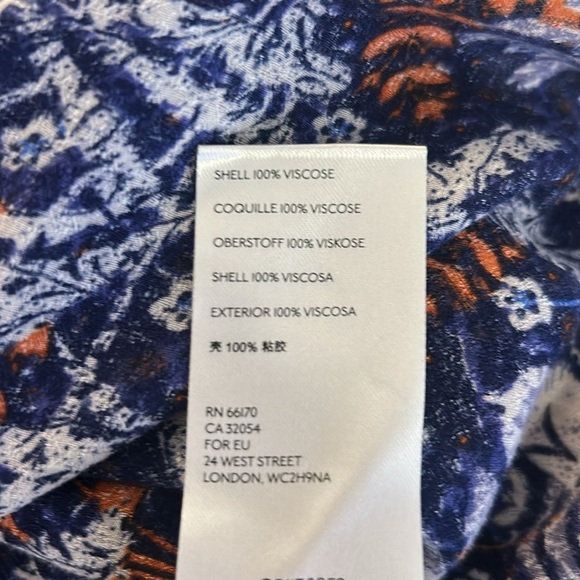 SHELL 100% VISCOSE
COQUILLE 100% VISCOSE
OBERSTOFF 100% VISKOSE
SHELL 100% VISCOSA
EXTERIOR 100% VISCOSA
壳 100% 粘胶
RN 66170
CA 32054
FOR EU
24 WEST STREET
LONDON, WC2H9NA